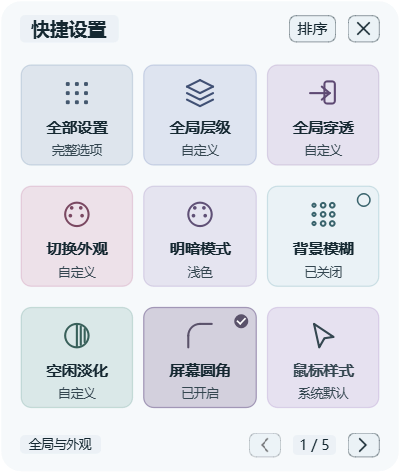 快捷设置
排序
全部设置
完整选项
全局层级
自定义
全局穿透
自定义
切换外观
自定义
明暗模式
浅色
背景模糊
已关闭
空闲淡化
自定义
屏幕圆角
已开启
鼠标样式
系统默认
全局与外观
1 / 5